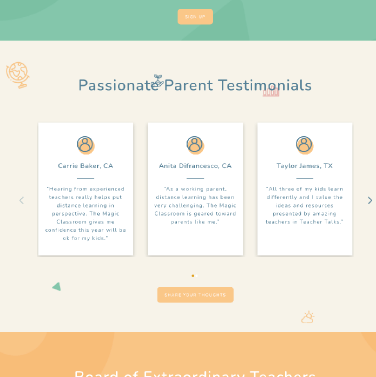 SIGN UP
Passionate Parent Testimonials
Carrie Baker, CA
Anita Difrancesco, CA
Taylor James, TX
"Hearing from experienced
teachers really helps put
distance learning in
perspective. The Magic
Classroom gives me
confidence this year will be
ok for my kids."
"As a working parent,
distance learning has been
very challenging. The Magic
Classroom is geared toward
parents like me."
"All three of my kids learn
differently and I value the
ideas and resources
presented by amazing
teachers in Teacher Talks."
SHARE YOUR THOUGHTS
Board of Extraordinary Teachers